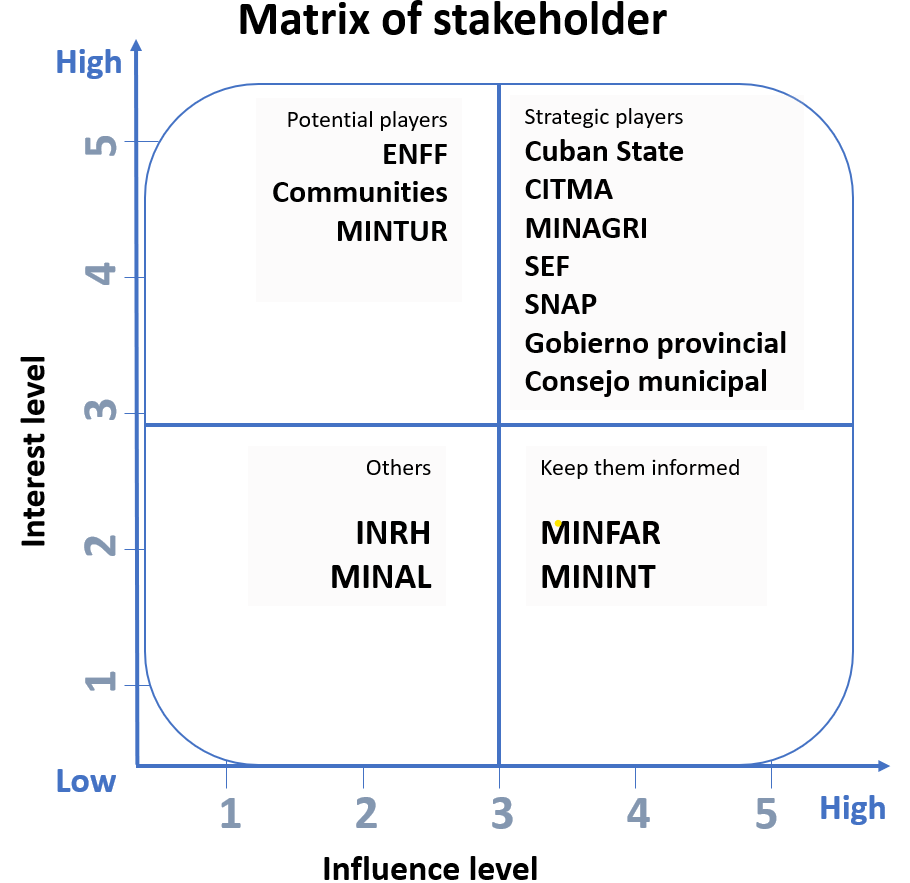 Matrix of stakeholder
High
Potential players
ENFF
Communities
MINTUR
Strategic players
Cuban State
CITMA
MINAGRI
SEF
SNAP
Gobierno provincial
Consejo municipal
5
4
3
2
1
Interest level
Others
INRH
MINAL
Keep them informed
MINFAR
MININT
Low
1 2 3 4 5
High
Influence level